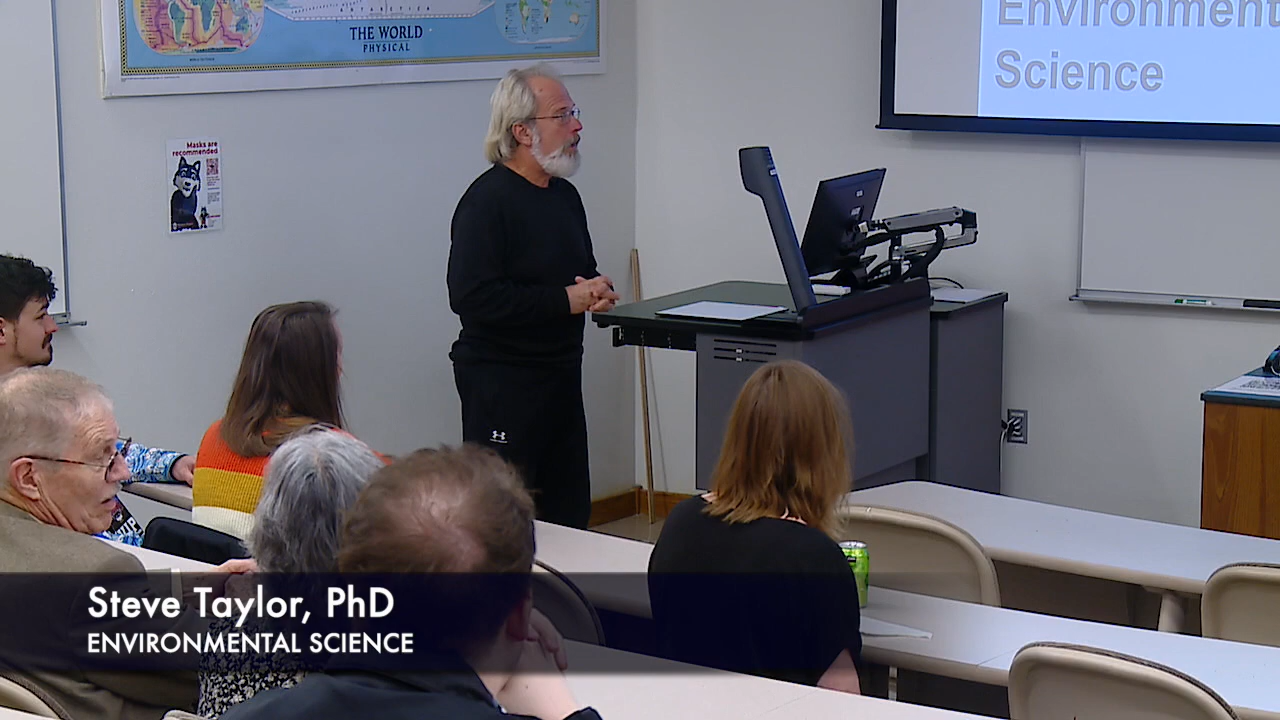 THE WORLD
PHYSICAL
Environment
Science
Masks are
recommended
Steve Taylor, PhD
ENVIRONMENTAL SCIENCE